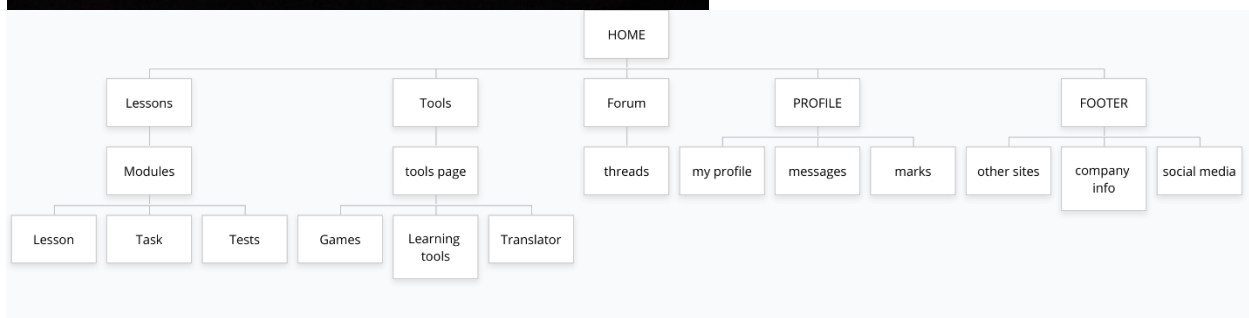 HOME
Lessons
Tools
Forum
PROFILE
FOOTER
Modules
tools page
threads
my profile
messages
marks
other sites
company
info
social media
Lesson
Task
Tests
Games
Learning
tools
Translator